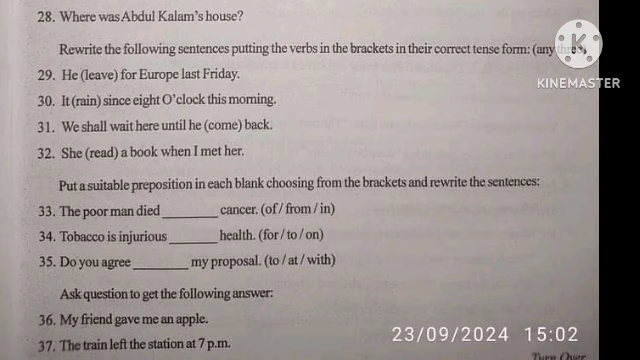 28. Where was Abdul Kalam's house?
Rewrite the following sentences putting the verbs in the brackets in their correct tense form: (any three)
KINEMASTER
29. He (leave) for Europe last Friday.
30. It (rain) since eight O'clock this morning.
31. We shall wait here until he (come) back.
32. She (read) a book when I met her.
Put a suitable preposition in each blank choosing from the brackets and rewrite the sentences:
33. The poor man died ________ cancer. (of / from / in)
34. Tobacco is injurious _______ health. (for / to / on)
35. Do you agree ________ my proposal. (to / at / with)
Ask question to get the following answer:
36. My friend gave me an apple.
23/09/2024 15:02
37. The train left the station at 7 p.m.
Turn Over